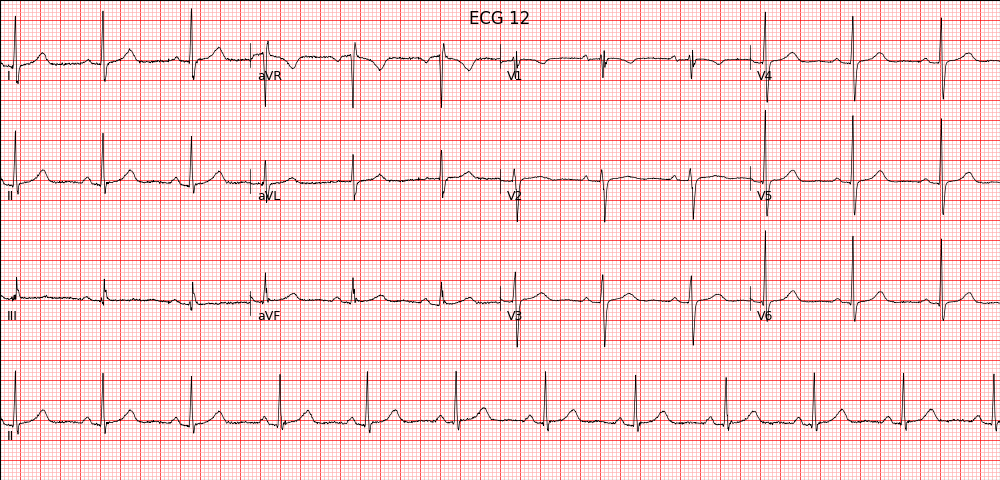 ECG 12
I aVR V1 V4
II aVL V2 V5
III aVF V3 V6
II